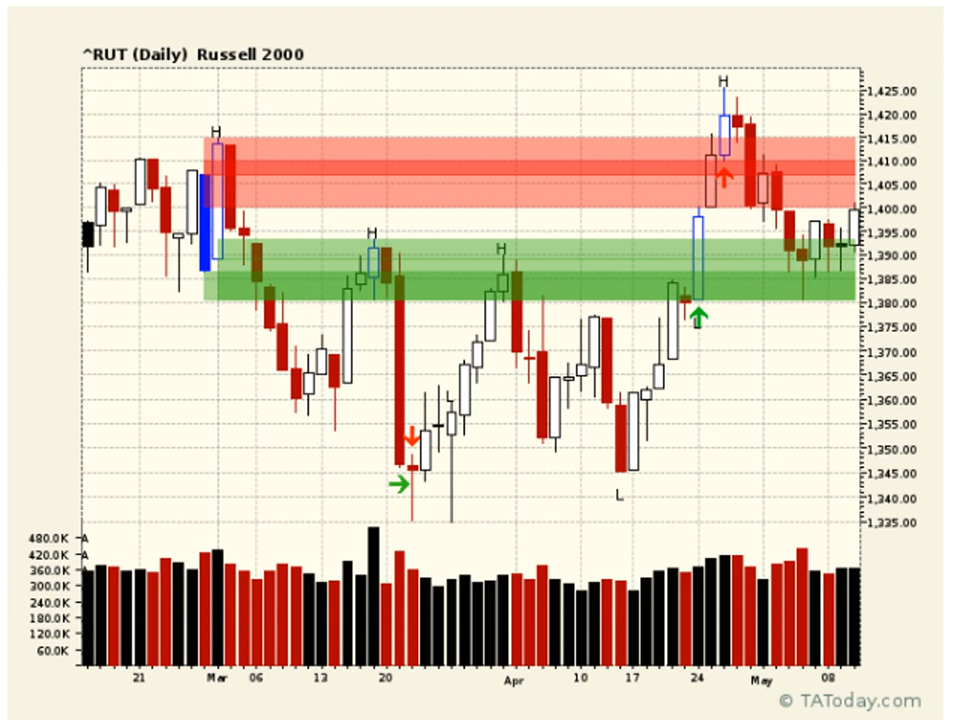 ^RUT (Daily) Russell 2000
H
H
H
H
L
L
L
1,425.00
1,420.00
1,415.00
1,410.00
1,405.00
1,400.00
1,395.00
1,390.00
1,385.00
1,380.00
1,375.00
1,370.00
1,365.00
1,360.00
1,355.00
1,350.00
1,345.00
1,340.00
1,335.00
480.0K
420.0K
360.0K
300.0K
240.0K
180.0K
120.0K
60.0K
A
A
21 Mar 06 13 20 Apr 10 17 24 May 08
© TAToday.com